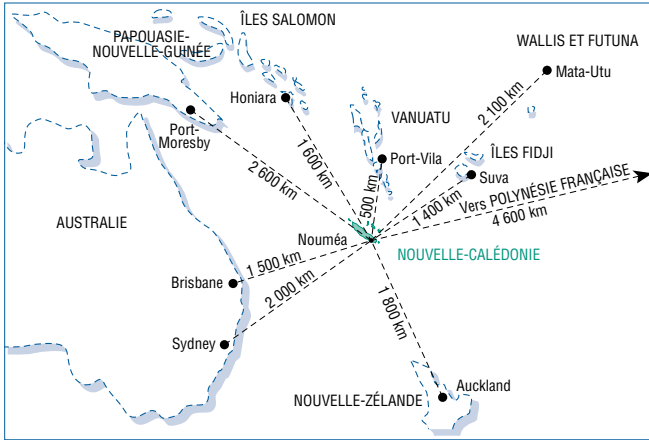 ÎLES SALOMON
PAPOUASIE-
NOUVELLE-GUINÉE
WALLIS ET FUTUNA
Mata-Utu
Honiara
2 100 km
Port-
Moresby
VANUATU
1 600 km
2 600 km
Port-Vila
ÎLES FIDJI
Suva
500 km
1 400 km
Vers POLYNÉSIE FRANÇAISE
4 600 km
AUSTRALIE
Nouméa
NOUVELLE-CALÉDONIE
1 500 km
Brisbane
2 000 km
1 800 km
Sydney
Auckland
NOUVELLE-ZÉLANDE